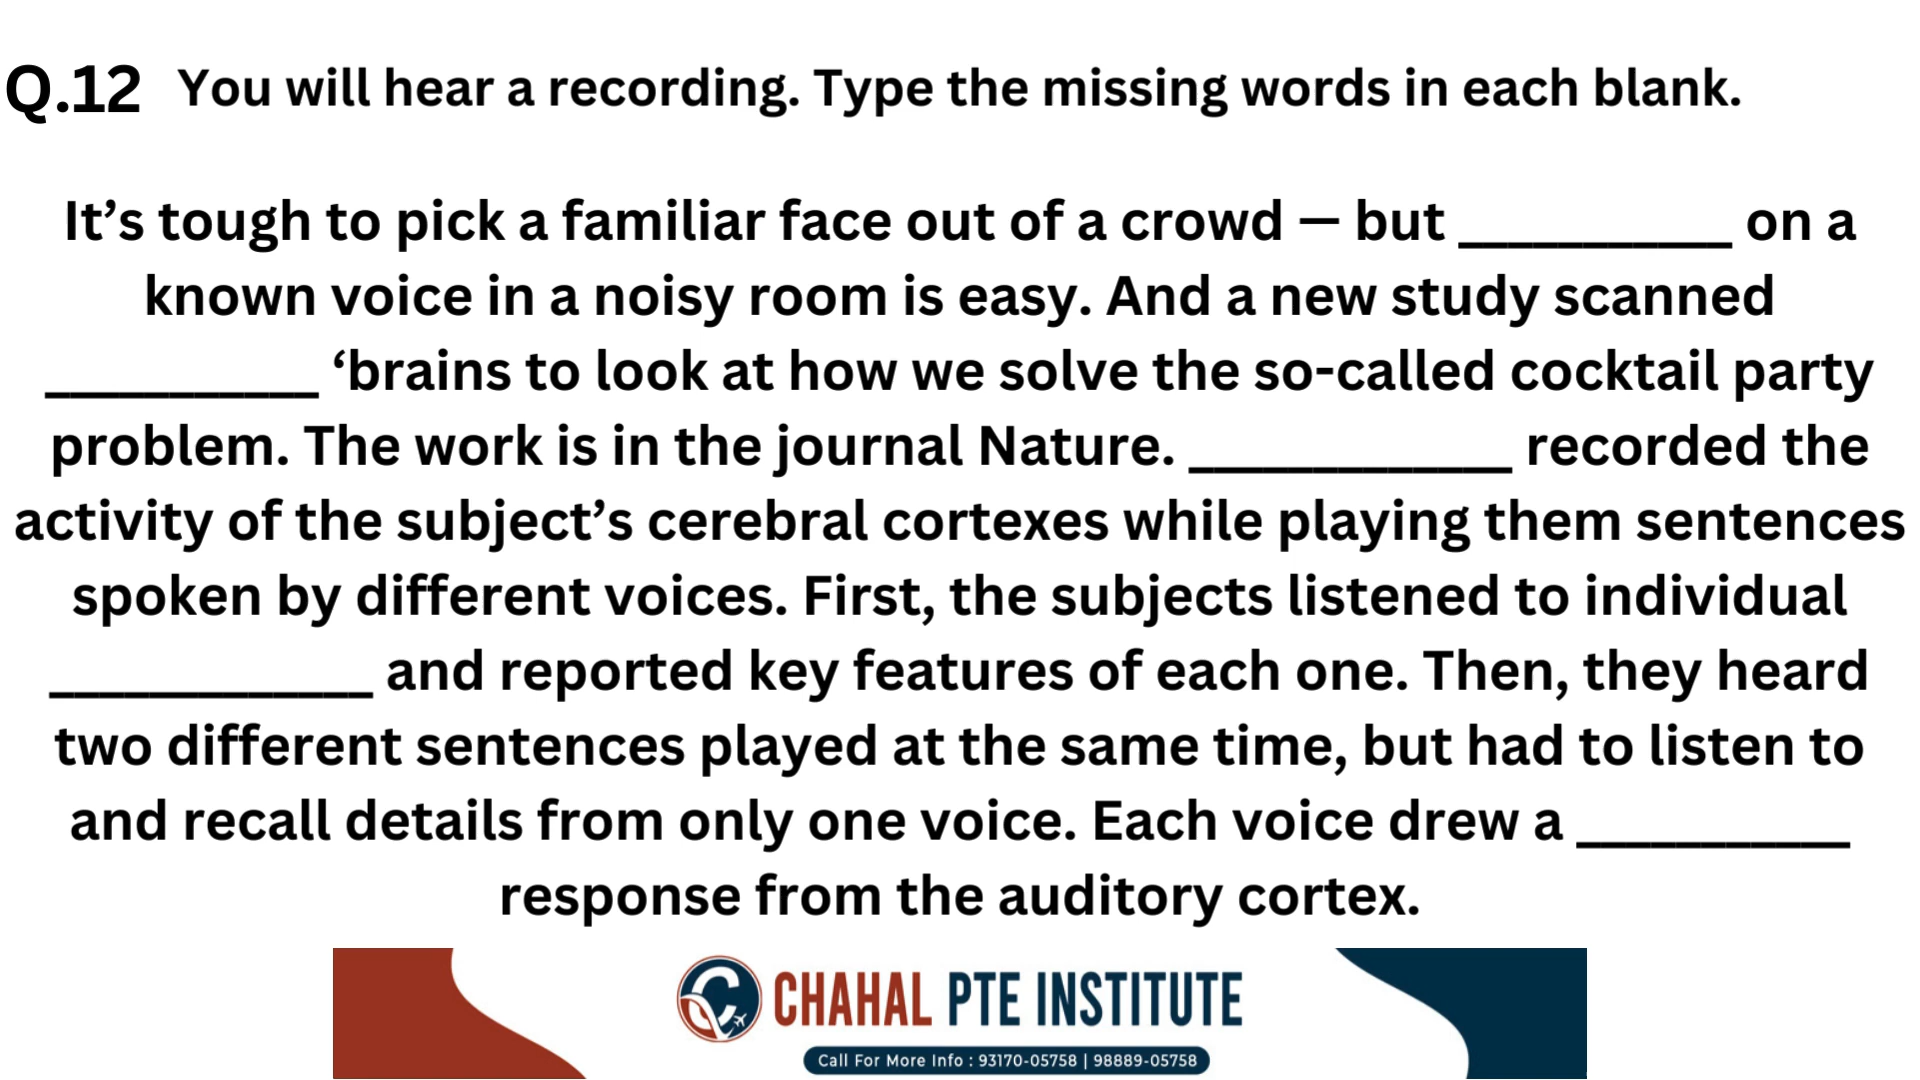 Q.12 You will hear a recording. Type the missing words in each blank.
It’s tough to pick a familiar face out of a crowd — but ___________ on a
known voice in a noisy room is easy. And a new study scanned
___________ ‘brains to look at how we solve the so-called cocktail party
problem. The work is in the journal Nature. _____________ recorded the
activity of the subject’s cerebral cortexes while playing them sentences
spoken by different voices. First, the subjects listened to individual
_____________ and reported key features of each one. Then, they heard
two different sentences played at the same time, but had to listen to
and recall details from only one voice. Each voice drew a ___________
response from the auditory cortex.
CHAHAL PTE INSTITUTE
Call For More Info : 93170-05758 | 98889-05758